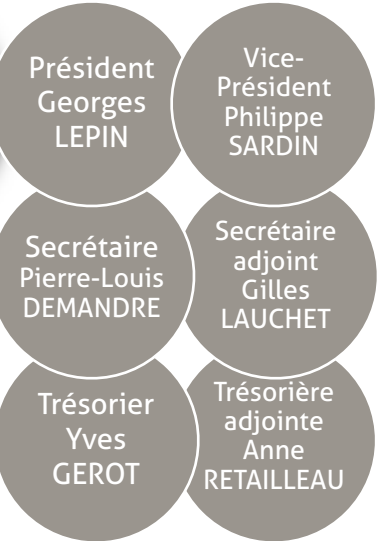 Président
Georges
LEPIN
Vice-
Président
Philippe
SARDIN
Secrétaire
Pierre-Louis
DEMANDRE
Secrétaire
adjoint
Gilles
LAUCHET
Trésorier
Yves
GEROT
Trésorière
adjointe
Anne
RETAILLEAU